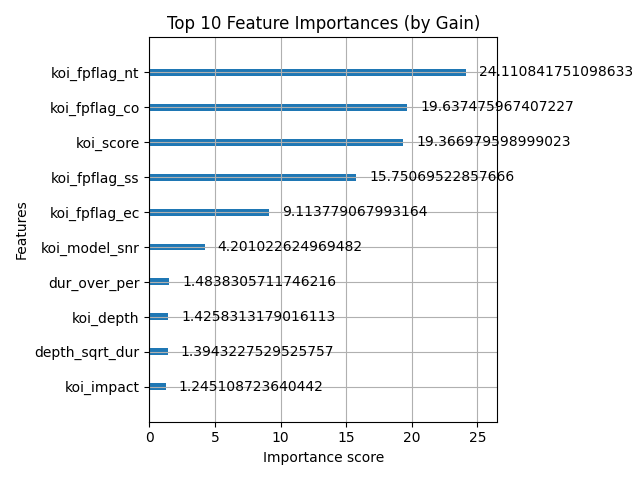 Top 10 Feature Importances (by Gain)
koi_fpflag_nt 24.110841751098633
koi_fpflag_co 19.637475967407227
koi_score 19.366979598999023
koi_fpflag_ss 15.75069522857666
koi_fpflag_ec 9.113779067993164
koi_model_snr 4.201022624969482
dur_over_per 1.4838305711746216
koi_depth 1.4258313179016113
depth_sqrt_dur 1.3943227529525757
koi_impact 1.245108723640442
Features
0 5 10 15 20 25
Importance score